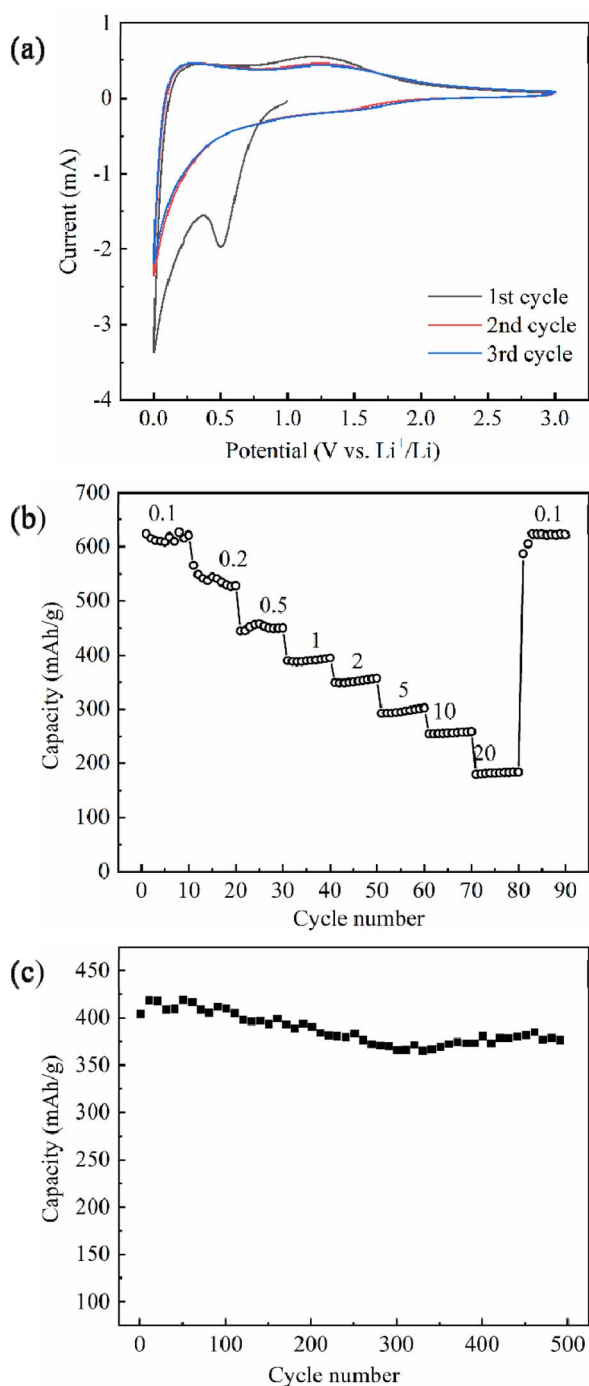 (a)
1
0
-1
-2
-3
-4
Current (mA)
1st cycle
2nd cycle
3rd cycle
0.0 0.5 1.0 1.5 2.0 2.5 3.0
Potential (V vs. Li⁺/Li)
(b)
700
600
500
400
300
200
100
0
Capacity (mAh/g)
0.1
0.2
0.5
1
2
5
10
20
0.1
0 10 20 30 40 50 60 70 80 90
Cycle number
(c)
450
400
350
300
250
200
150
100
Capacity (mAh/g)
0 100 200 300 400 500
Cycle number